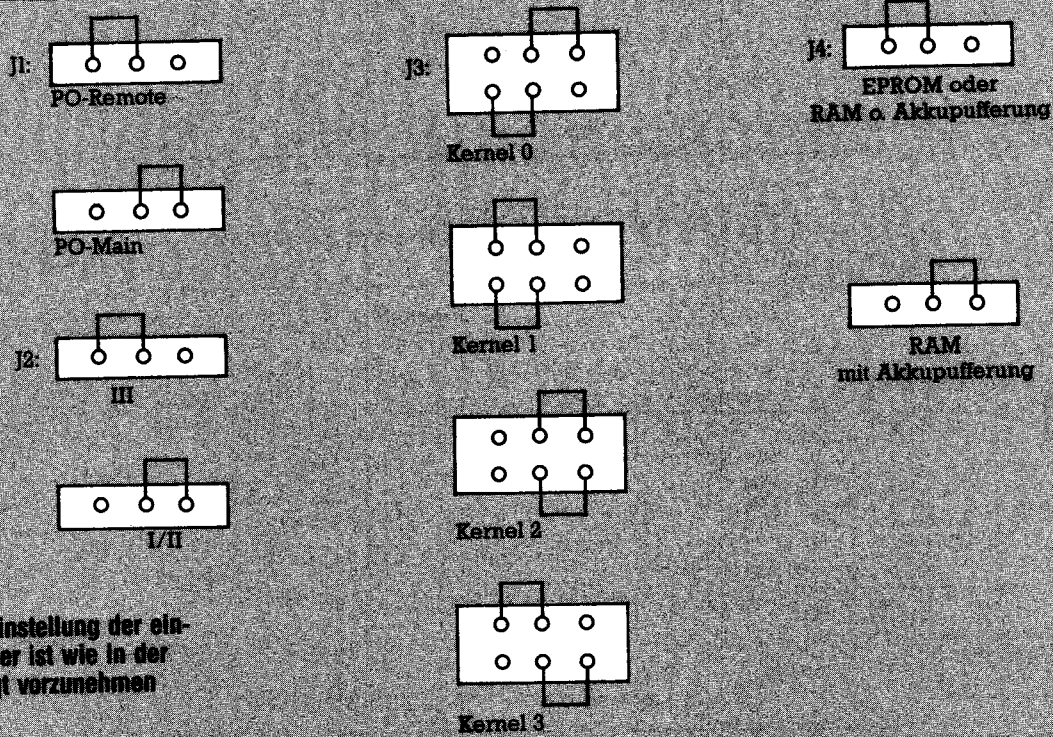 J1:
PO-Remote
PO-Main
J2:
III
I/II
J3:
Kernel 0
Kernel 1
Kernel 2
Kernel 3
J4:
EPROM oder
RAM o. Akkupufferung
RAM
mit Akkupufferung
instellung der ein-
er ist wie in der
t vorzunehmen